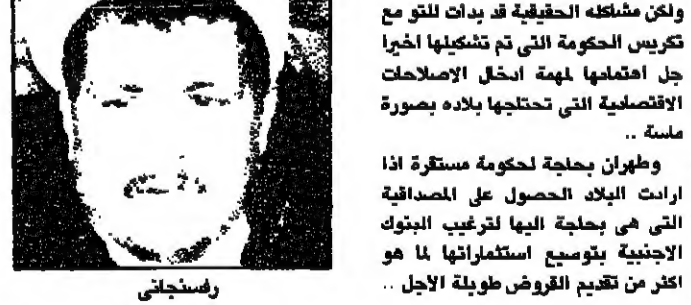 ولكن مشاكله الحقيقية قد بدأت للتو مع
تكريس الحكومة التى تم تشكيلها اخيرا
جل اهتمامها لمهمة ادخال الاصلاحات
الاقتصادية التى تحتاجها بلاده بصورة
ماسة ..
وطهران بحاجة لحكومة مستقرة اذا
ارادت البلاد الحصول على المصداقية
التى هى بحاجة اليها لترغيب البنوك
الاجنبية بتوسيع استثماراتها لما هو
اكثر من تقديم القروض طويلة الأجل ..
رفسنجانى